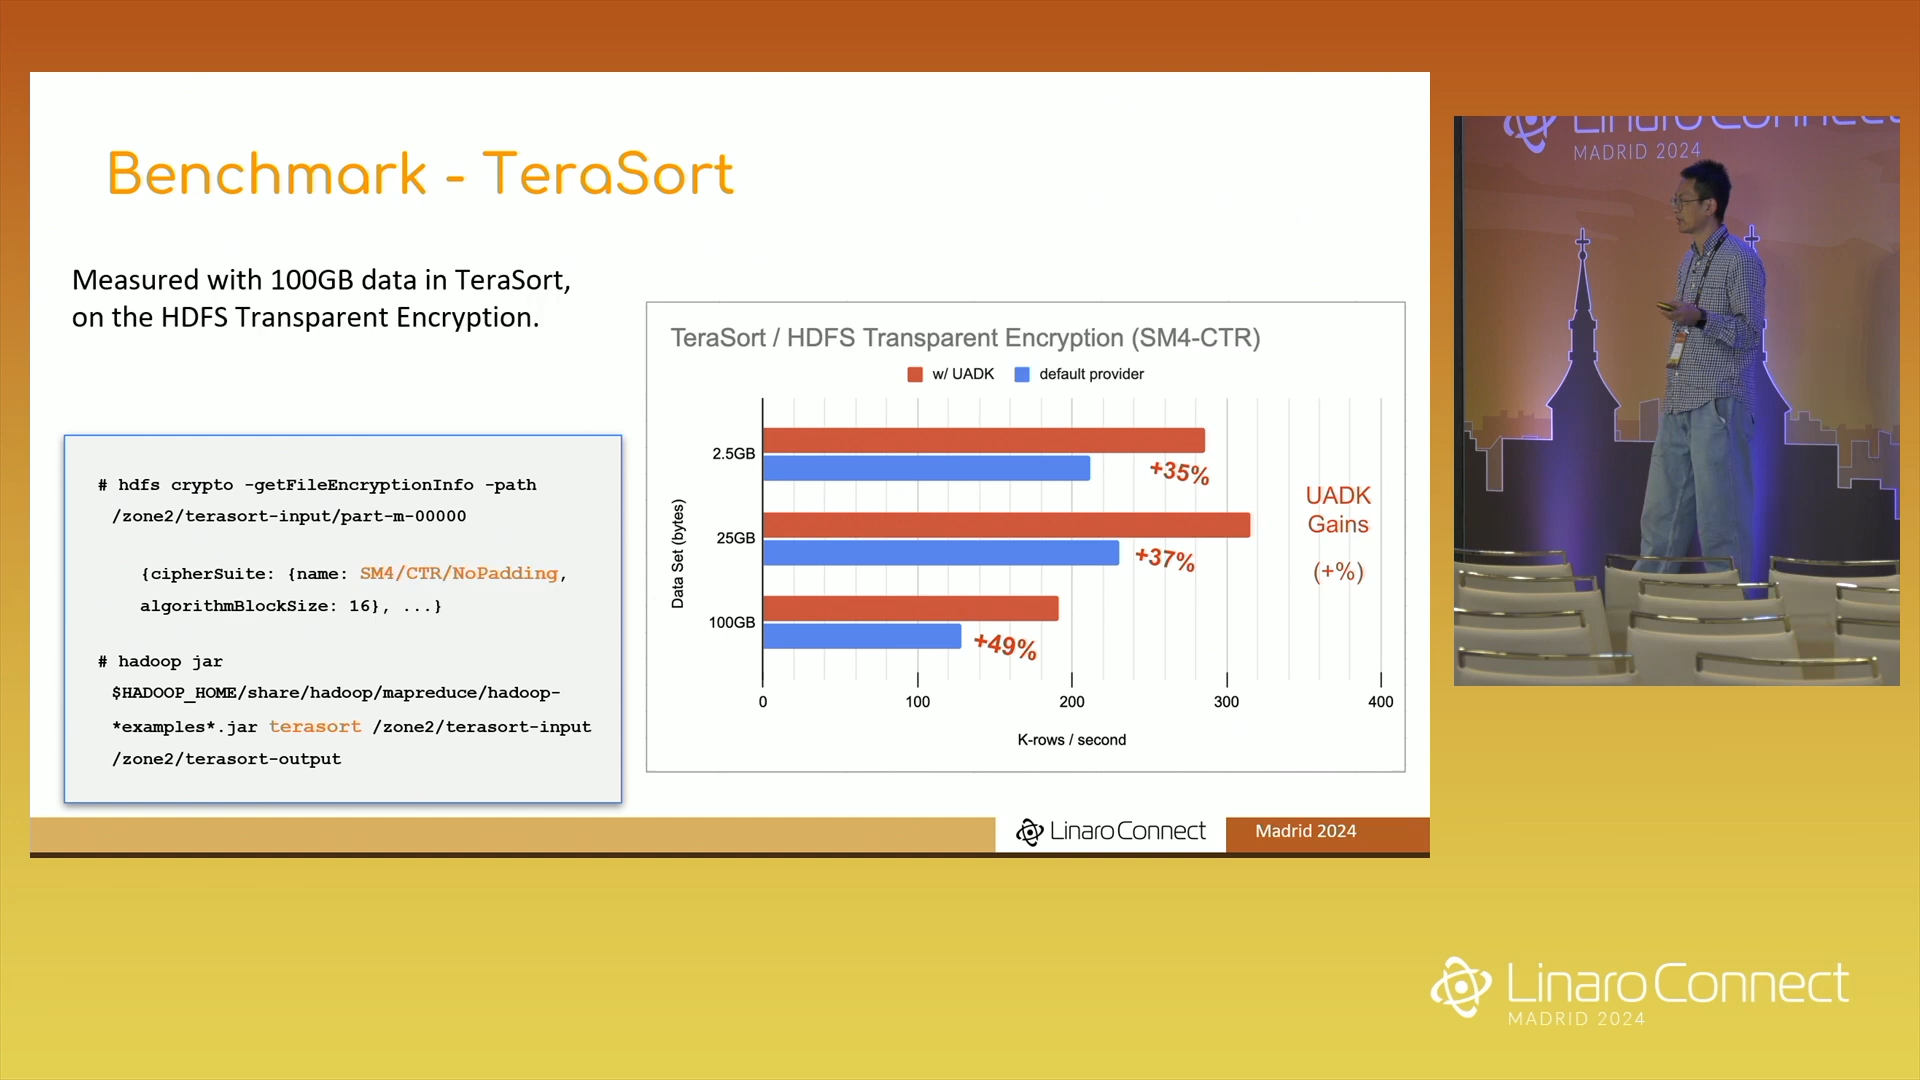 Benchmark - TeraSort
Measured with 100GB data in TeraSort,
on the HDFS Transparent Encryption.
# hdfs crypto -getFileEncryptionInfo -path
/zone2/terasort-input/part-m-00000
{cipherSuite: {name: SM4/CTR/NoPadding,
algorithmBlockSize: 16}, ...}
# hadoop jar
$HADOOP_HOME/share/hadoop/mapreduce/hadoop-
*examples*.jar terasort /zone2/terasort-input
/zone2/terasort-output
TeraSort / HDFS Transparent Encryption (SM4-CTR)
w/ UADK default provider
Data Set (bytes)
2.5GB
+35%
25GB
+37%
100GB
+49%
UADK
Gains
(+%)
0 100 200 300 400
K-rows / second
Linaro Connect
Madrid 2024
Linaro Connect
MADRID 2024
Linaro Connect
MADRID 2024